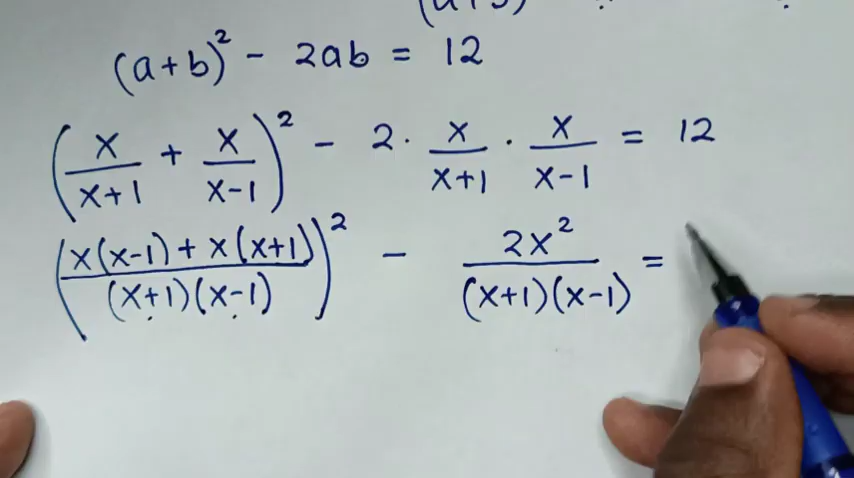 (a+b)² - 2ab = 12
(x/(x+1) + x/(x-1))² - 2 · x/(x+1) · x/(x-1) = 12
((x(x-1) + x(x+1))/((x+1)(x-1)))² - 2x²/((x+1)(x-1)) =